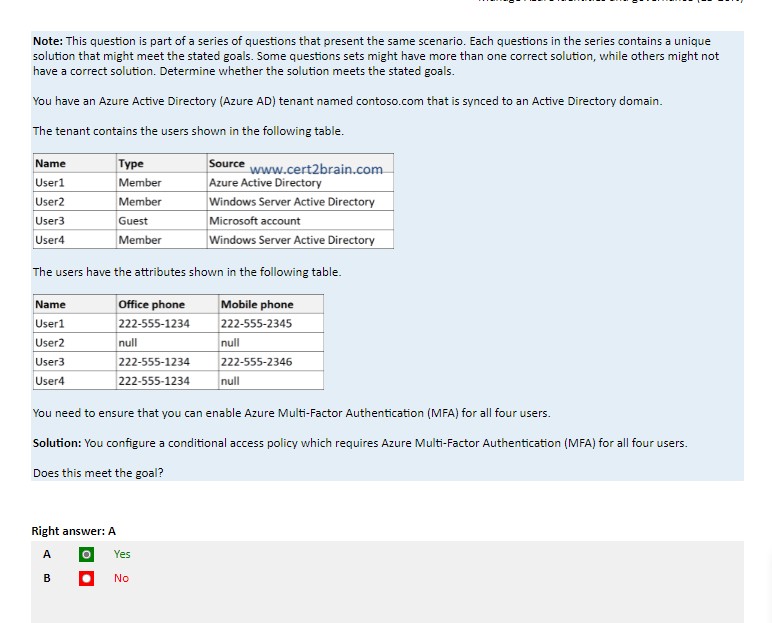 Note: This question is part of a series of questions that present the same scenario. Each questions in the series contains a unique
solution that might meet the stated goals. Some questions sets might have more than one correct solution, while others might not
have a correct solution. Determine whether the solution meets the stated goals.
You have an Azure Active Directory (Azure AD) tenant named contoso.com that is synced to an Active Directory domain.
The tenant contains the users shown in the following table.
Name Type Source www.cert2brain.com
User1 Member Azure Active Directory
User2 Member Windows Server Active Directory
User3 Guest Microsoft account
User4 Member Windows Server Active Directory
The users have the attributes shown in the following table.
Name Office phone Mobile phone
User1 222-555-1234 222-555-2345
User2 null null
User3 222-555-1234 222-555-2346
User4 222-555-1234 null
You need to ensure that you can enable Azure Multi-Factor Authentication (MFA) for all four users.
Solution: You configure a conditional access policy which requires Azure Multi-Factor Authentication (MFA) for all four users.
Does this meet the goal?
Right answer: A
A Yes
B No